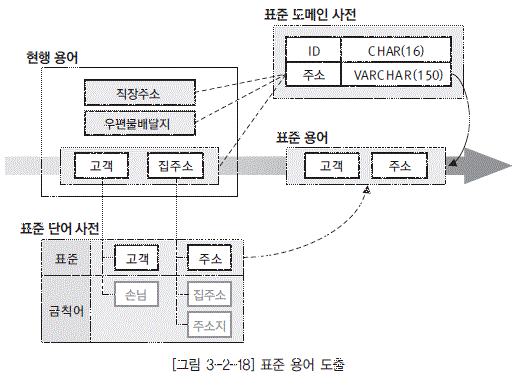 표준 도메인 사전
ID CHAR(16)
주소 VARCHAR(150)
현행 용어
직장주소
우편물배달지
고객 집주소
표준 용어
고객 주소
표준 단어 사전
표준 고객 주소
금칙어 손님 집주소
주소지
[그림 3-2-18] 표준 용어 도출